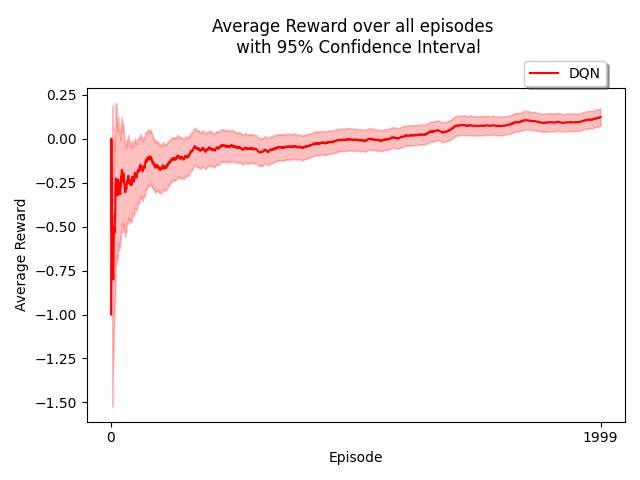 Average Reward over all episodes
with 95% Confidence Interval
DQN
0.25
0.00
−0.25
−0.50
−0.75
−1.00
−1.25
−1.50
Average Reward
0
1999
Episode